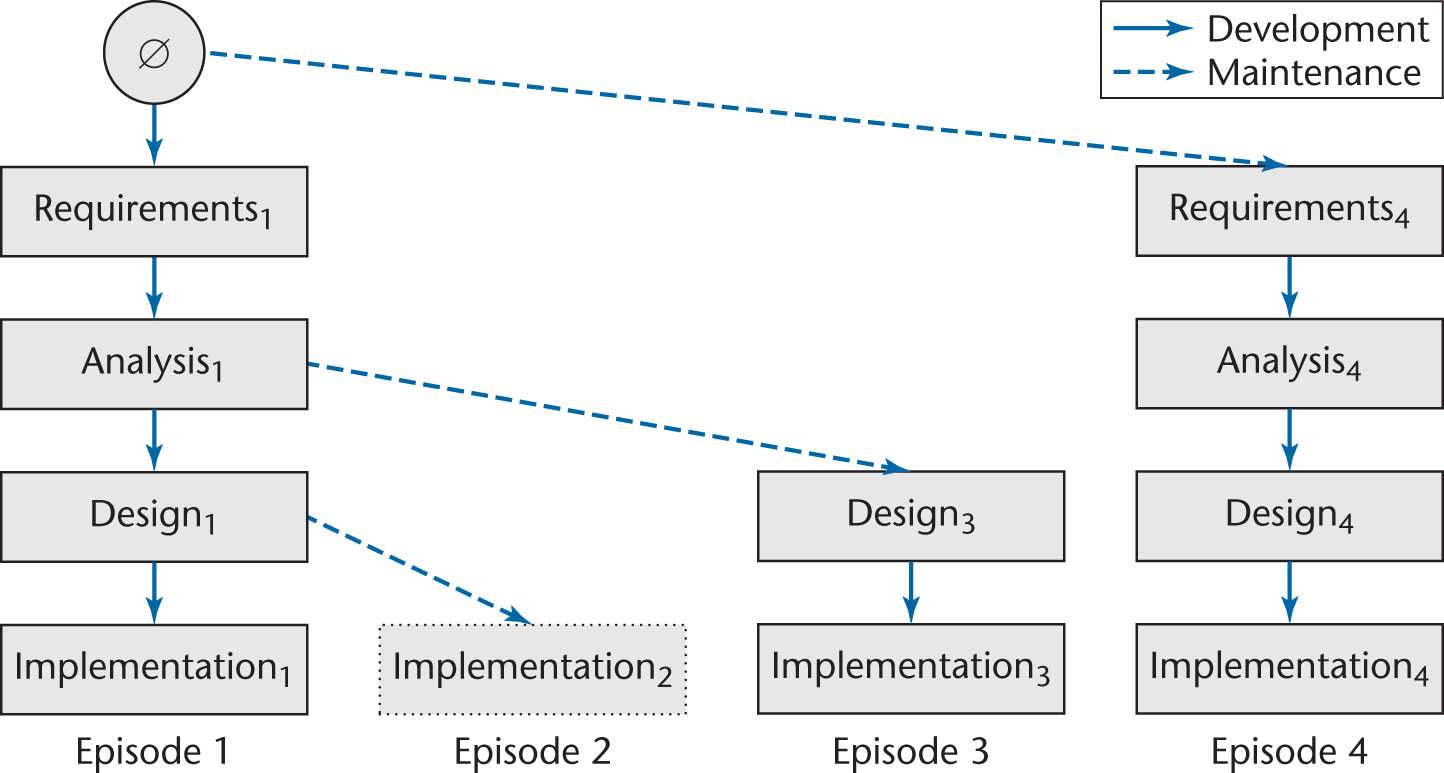 ∅
Development
Maintenance
Requirements₁
Requirements₄
Analysis₁
Analysis₄
Design₁
Design₃
Design₄
Implementation₁
Implementation₂
Implementation₃
Implementation₄
Episode 1
Episode 2
Episode 3
Episode 4